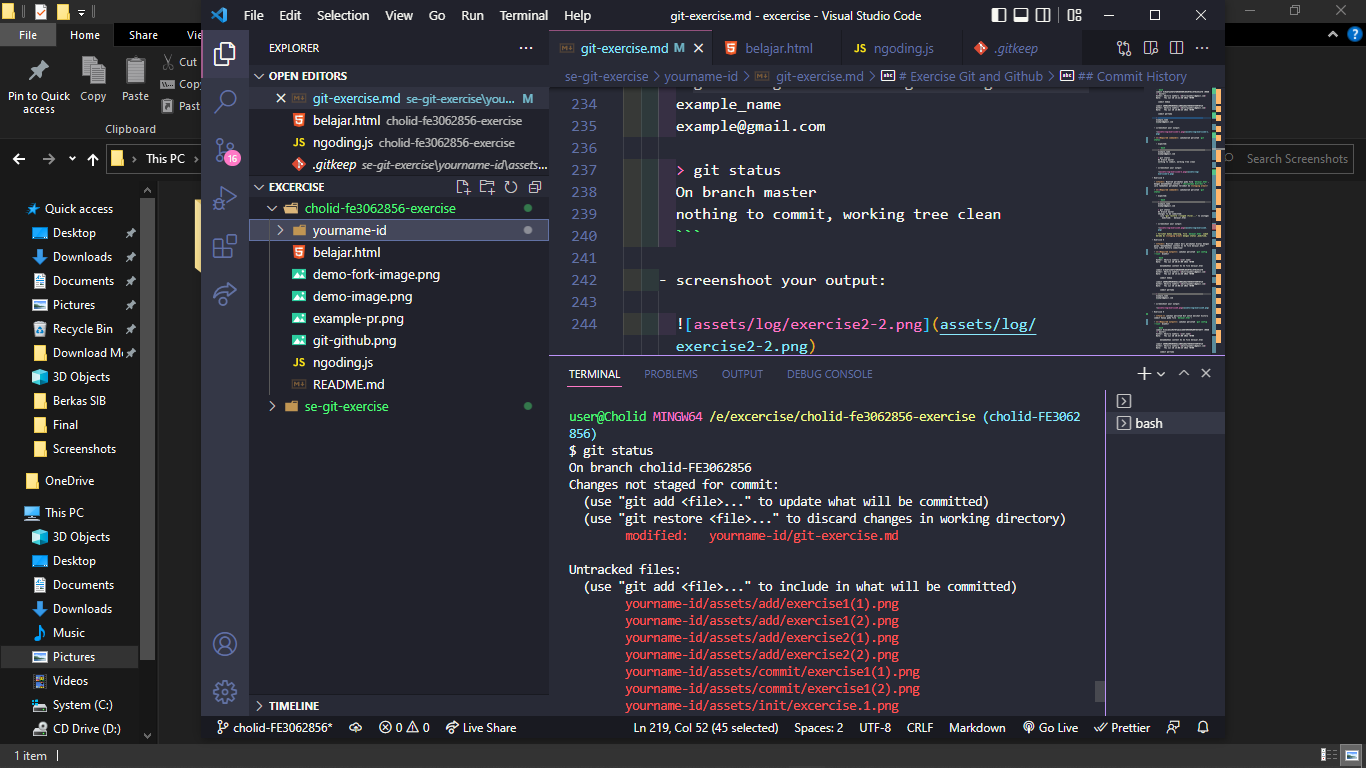 File Edit Selection View Go Run Terminal Help
git-exercise.md - excercise - Visual Studio Code
File Home Share
Pin to Quick access
Copy
Paste
Cut
Clipboard
This PC
Search Screenshots
Quick access
Desktop
Downloads
Documents
Pictures
Recycle Bin
3D Objects
Berkas SIB
Final
Screenshots
OneDrive
This PC
3D Objects
Desktop
Documents
Downloads
Music
Pictures
Videos
System (C:)
CD Drive (D:)
1 item
16
EXPLORER
OPEN EDITORS
git-exercise.md se-git-exercise\you... M
belajar.html cholid-fe3062856-exercise
JS ngoding.js cholid-fe3062856-exercise
.gitkeep se-git-exercise\yourname-id\assets...
EXCERCISE
cholid-fe3062856-exercise
yourname-id
belajar.html
demo-fork-image.png
demo-image.png
example-pr.png
git-github.png
JS ngoding.js
README.md
se-git-exercise
TIMELINE
git-exercise.md M
belajar.html
JS ngoding.js
.gitkeep
se-git-exercise > yourname-id > git-exercise.md > # Exercise Git and Github > ## Commit History
234 example_name
235 example@gmail.com
236
237 > git status
238 On branch master
239 nothing to commit, working tree clean
240 ```
241
242 - screenshoot your output:
243
244 ![assets/log/exercise2-2.png](assets/log/
exercise2-2.png)
TERMINAL PROBLEMS OUTPUT DEBUG CONSOLE
bash
user@Cholid MINGW64 /e/excercise/cholid-fe3062856-exercise (cholid-FE3062
856)
$ git status
On branch cholid-FE3062856
Changes not staged for commit:
(use "git add <file>..." to update what will be committed)
(use "git restore <file>..." to discard changes in working directory)
modified: yourname-id/git-exercise.md
Untracked files:
(use "git add <file>..." to include in what will be committed)
yourname-id/assets/add/exercise1(1).png
yourname-id/assets/add/exercise1(2).png
yourname-id/assets/add/exercise2(1).png
yourname-id/assets/add/exercise2(2).png
yourname-id/assets/commit/exercise1(1).png
yourname-id/assets/commit/exercise1(2).png
yourname-id/assets/init/excercise.1.png
cholid-FE3062856* 0 0 Live Share Ln 219, Col 52 (45 selected) Spaces: 2 UTF-8 CRLF Markdown Go Live Prettier